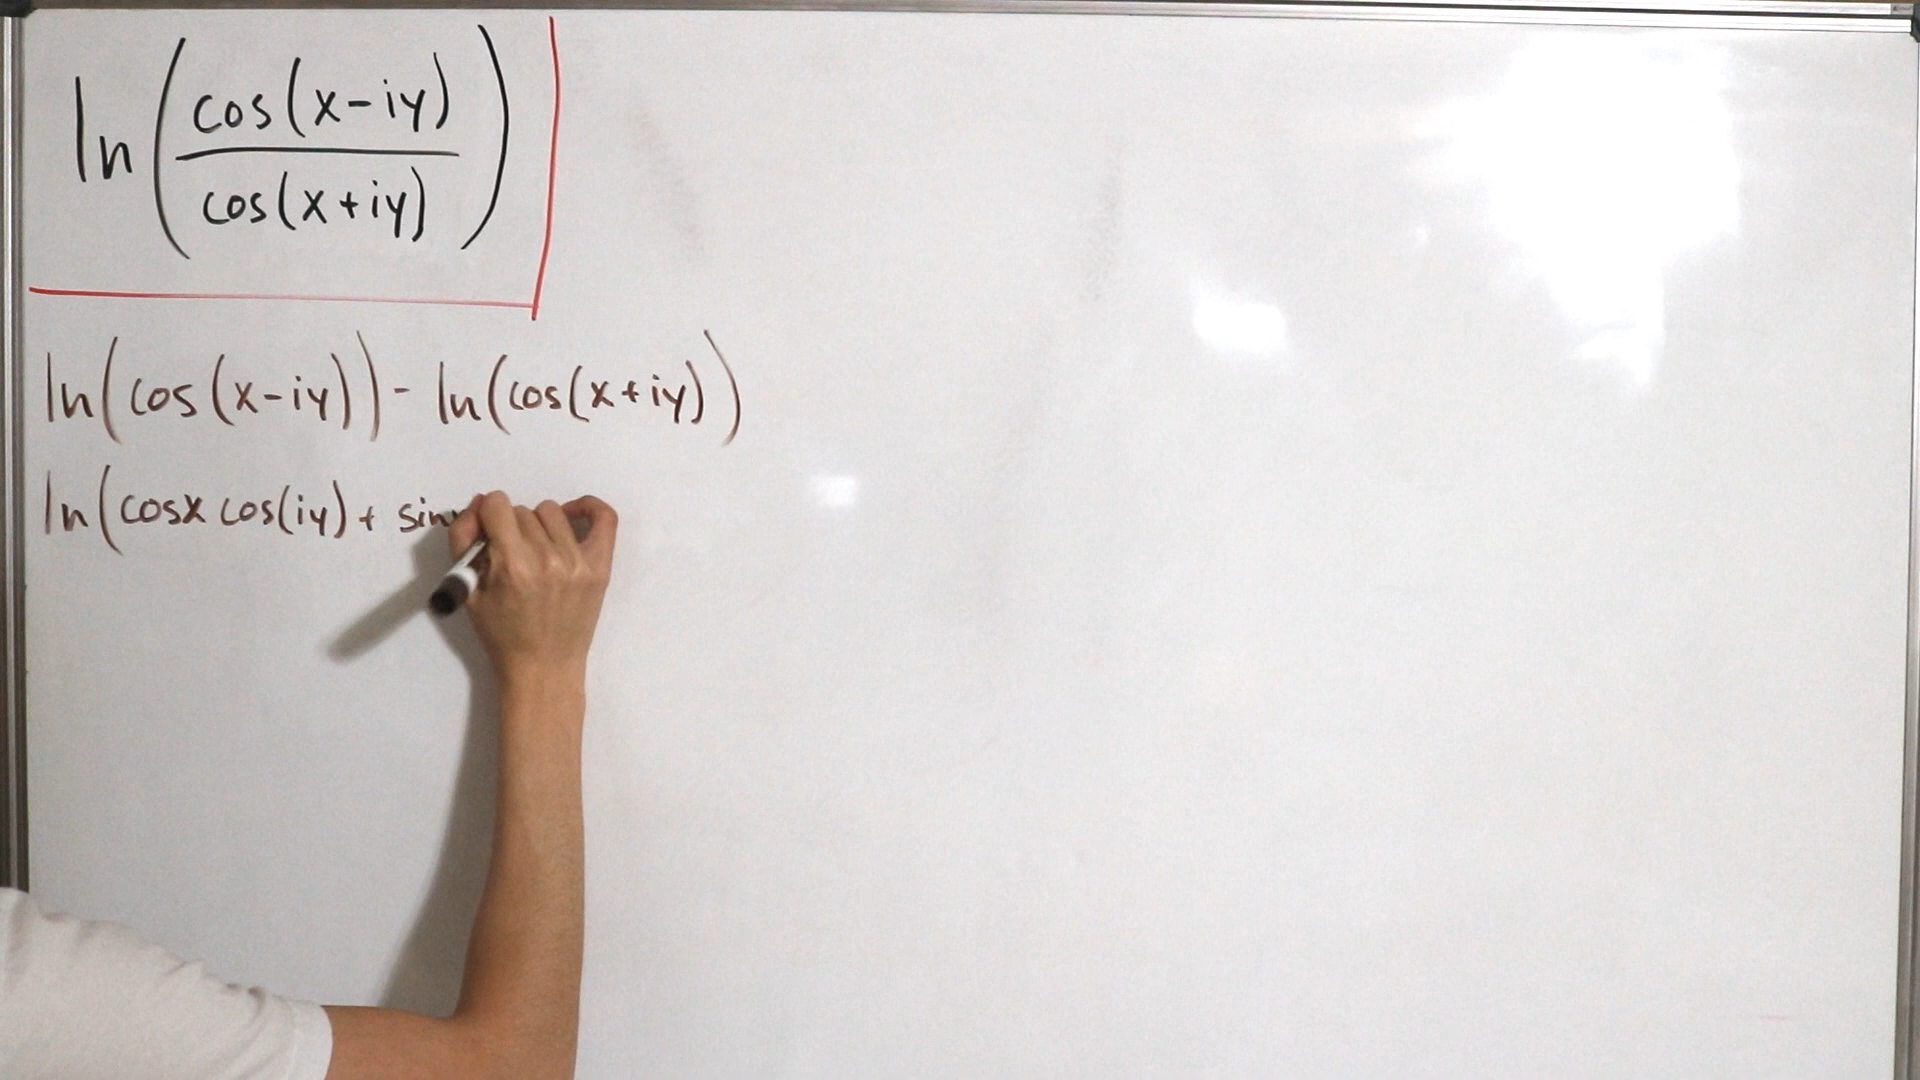 ln(cos(x-iy)/cos(x+iy))
ln(cos(x-iy)) - ln(cos(x+iy))
ln(cosx cos(iy) + sin